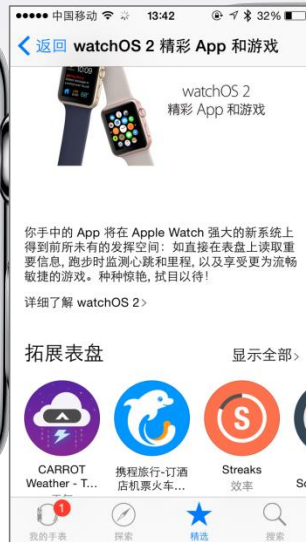 中国移动 13:42 32%
返回 watchOS 2 精彩 App 和游戏
watchOS 2
精彩 App 和游戏
你手中的 App 将在 Apple Watch 强大的新系统上
得到前所未有的发挥空间：如直接在表盘上读取重
要信息, 跑步时监测心跳和里程, 以及享受更为流畅
敏捷的游戏。种种惊艳, 拭目以待!
详细了解 watchOS 2>
拓展表盘 显示全部>
S
CARROT
Weather - T...
携程旅行-订酒
店机票火车...
Streaks
效率
1
我的手表 探索 精选 搜索